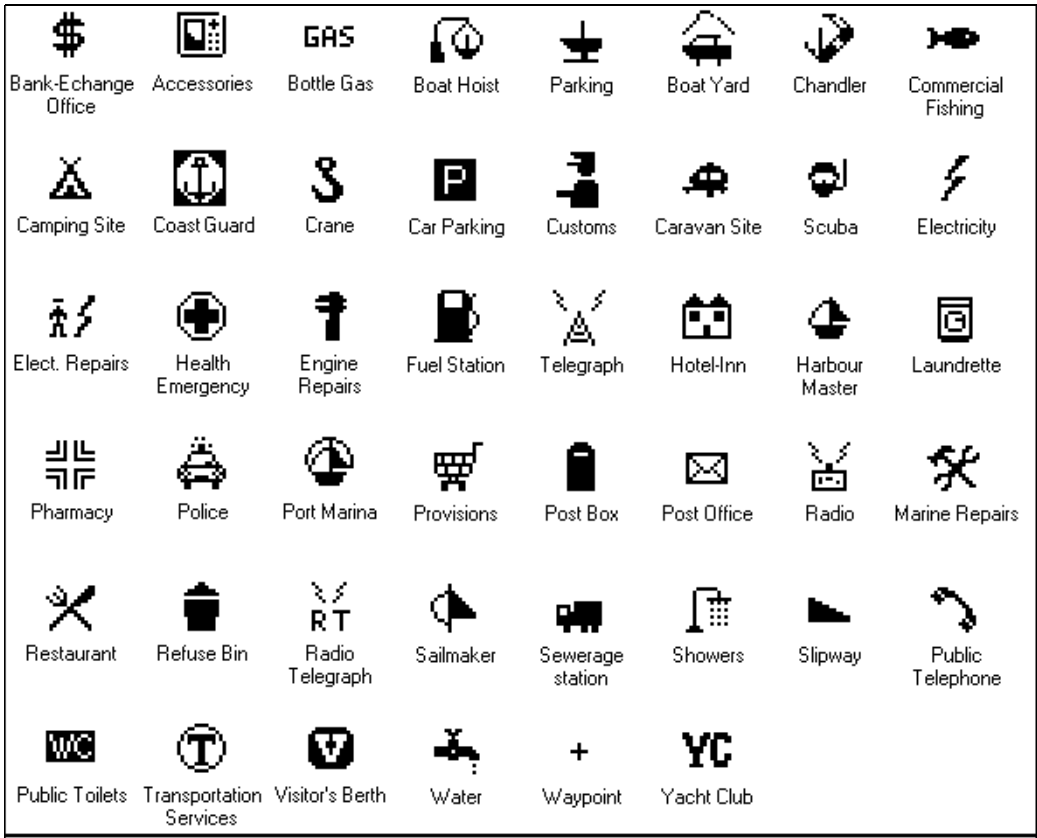 $
GAS
Bank-Echange
Office
Accessories
Bottle Gas
Boat Hoist
Parking
Boat Yard
Chandler
Commercial
Fishing
P
Camping Site
Coast Guard
Crane
Car Parking
Customs
Caravan Site
Scuba
Electricity
Elect. Repairs
Health
Emergency
Engine
Repairs
Fuel Station
Telegraph
Hotel-Inn
Harbour
Master
Laundrette
Pharmacy
Police
Port Marina
Provisions
Post Box
Post Office
Radio
Marine Repairs
R T
Restaurant
Refuse Bin
Radio
Telegraph
Sailmaker
Sewerage
station
Showers
Slipway
Public
Telephone
WC
T
V
+
YC
Public Toilets
Transportation
Services
Visitor's Berth
Water
Waypoint
Yacht Club